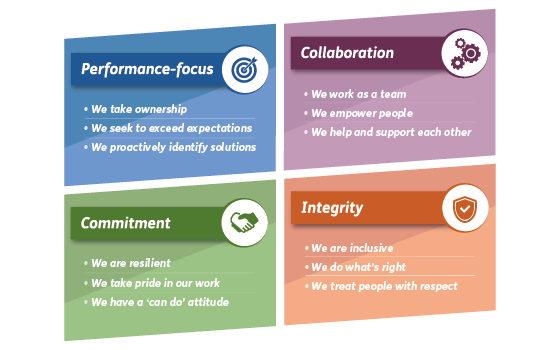 Performance-focus
• We take ownership
• We seek to exceed expectations
• We proactively identify solutions
Collaboration
• We work as a team
• We empower people
• We help and support each other
Commitment
• We are resilient
• We take pride in our work
• We have a ‘can do’ attitude
Integrity
• We are inclusive
• We do what’s right
• We treat people with respect